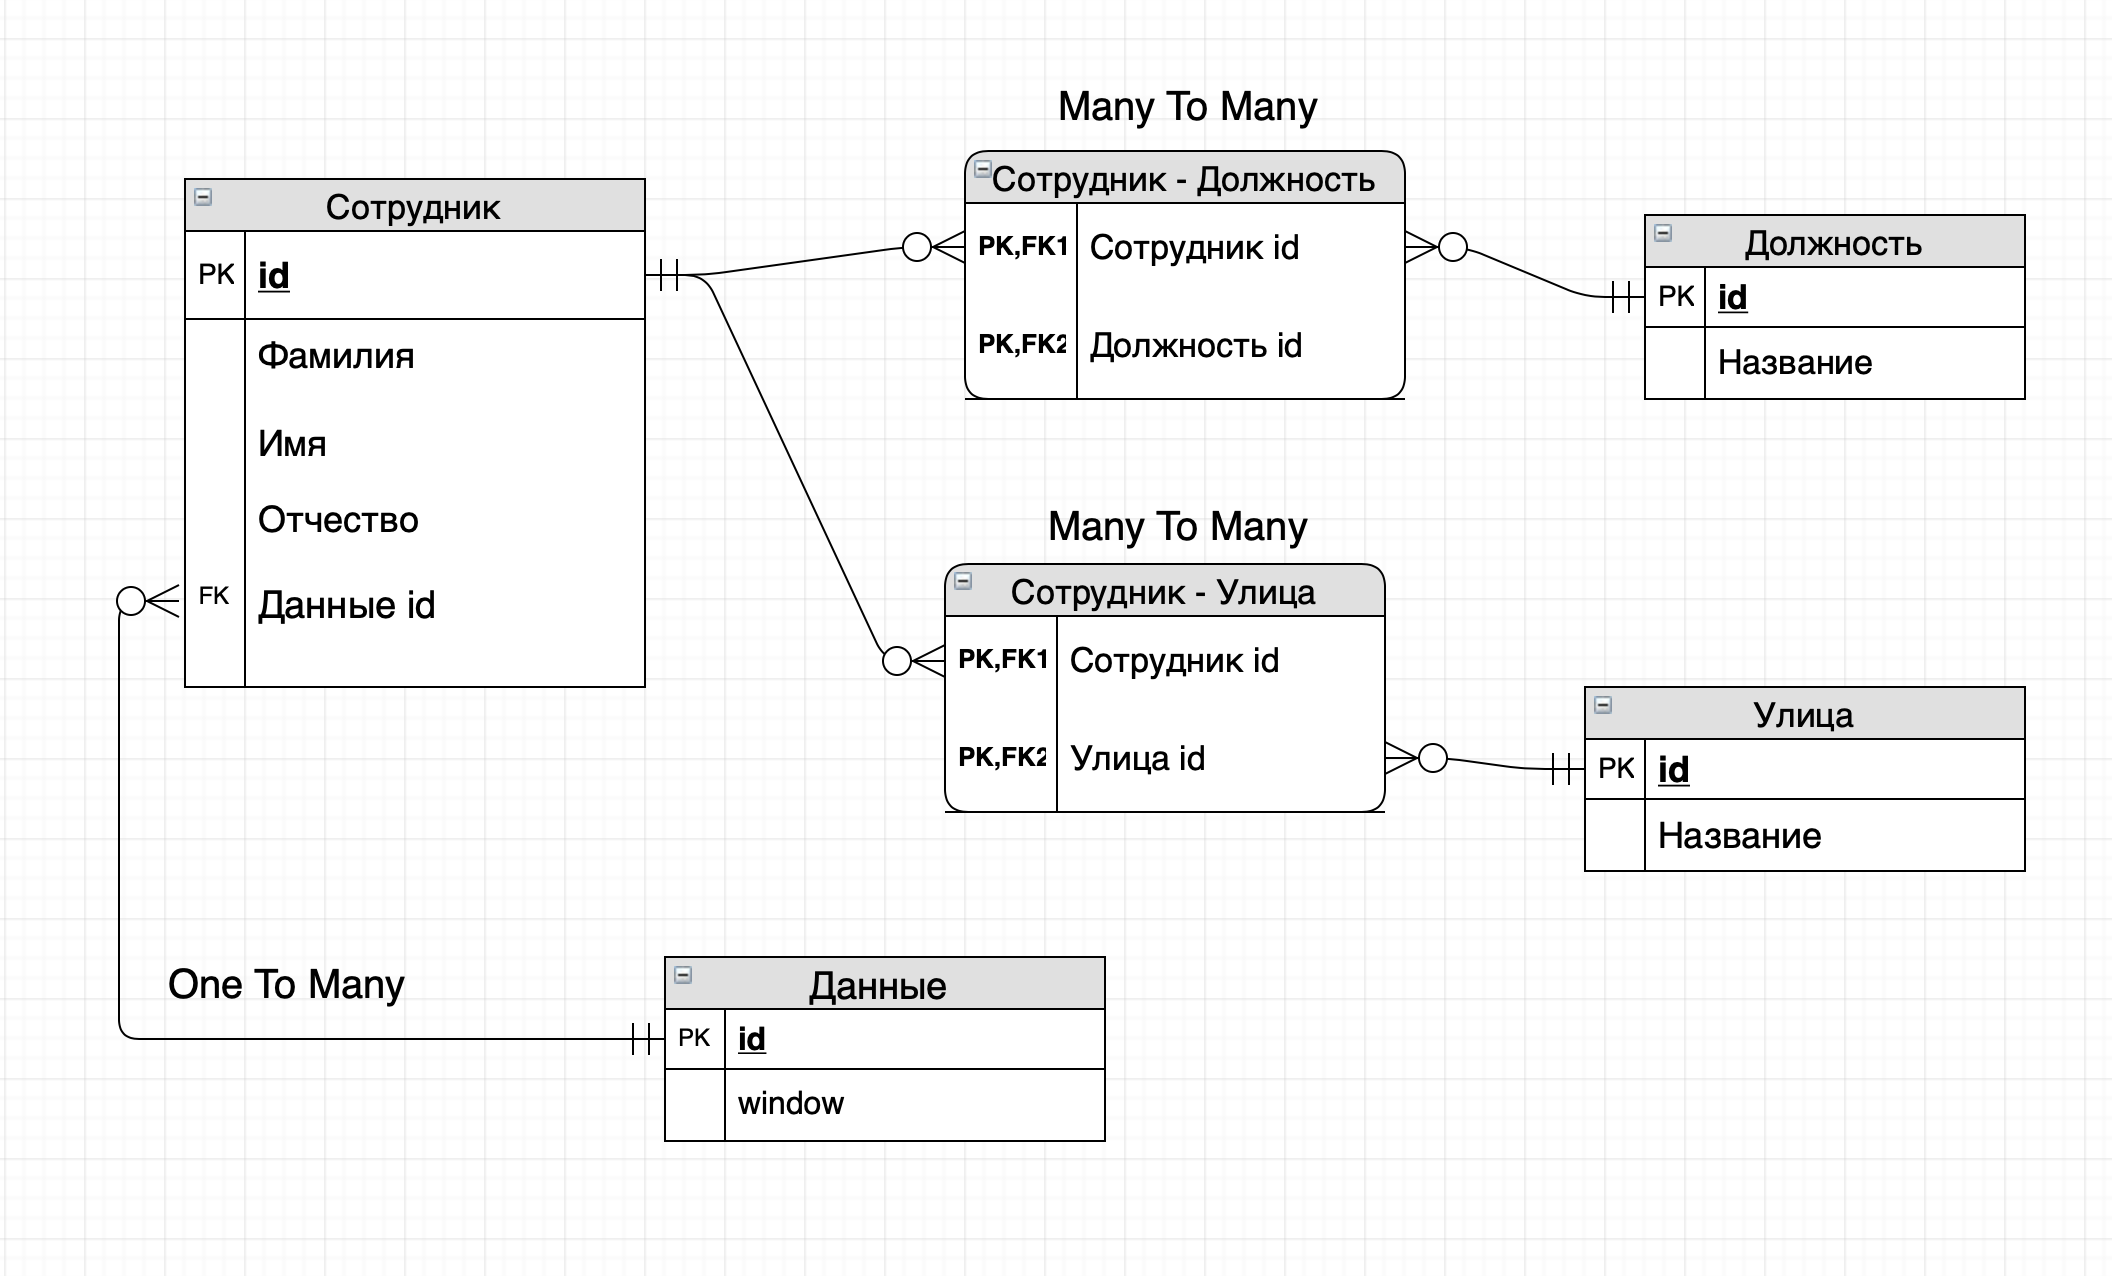 Many To Many
Сотрудник - Должность
PK,FK1 Сотрудник id
PK,FK2 Должность id
Сотрудник
PK id
Фамилия
Имя
Отчество
FK Данные id
Должность
PK id
Название
Many To Many
Сотрудник - Улица
PK,FK1 Сотрудник id
PK,FK2 Улица id
Улица
PK id
Название
One To Many
Данные
PK id
window